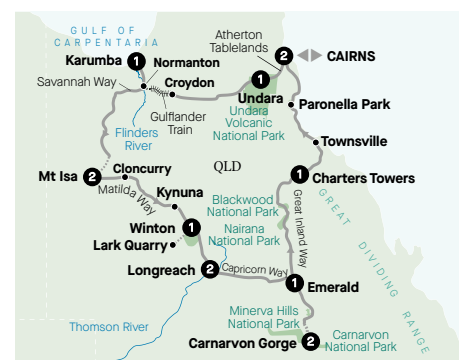 GULF OF
CARPENTARIA
Atherton
Tablelands
2
CAIRNS
Karumba
1
Normanton
Savannah Way
Croydon
1
Undara
Undara
Volcanic
National Park
Paronella Park
Gulflander
Train
Flinders
River
Townsville
QLD
Mt Isa
2
Cloncurry
1
Charters Towers
Matilda Way
Kynuna
Blackwood
National Park
Great Inland Way
GREAT DIVIDING RANGE
Winton
1
Nairana
National Park
Lark Quarry
Longreach
2
Capricorn Way
1
Emerald
Minerva Hills
National Park
Thomson River
Carnarvon Gorge
2
Carnarvon
National Park